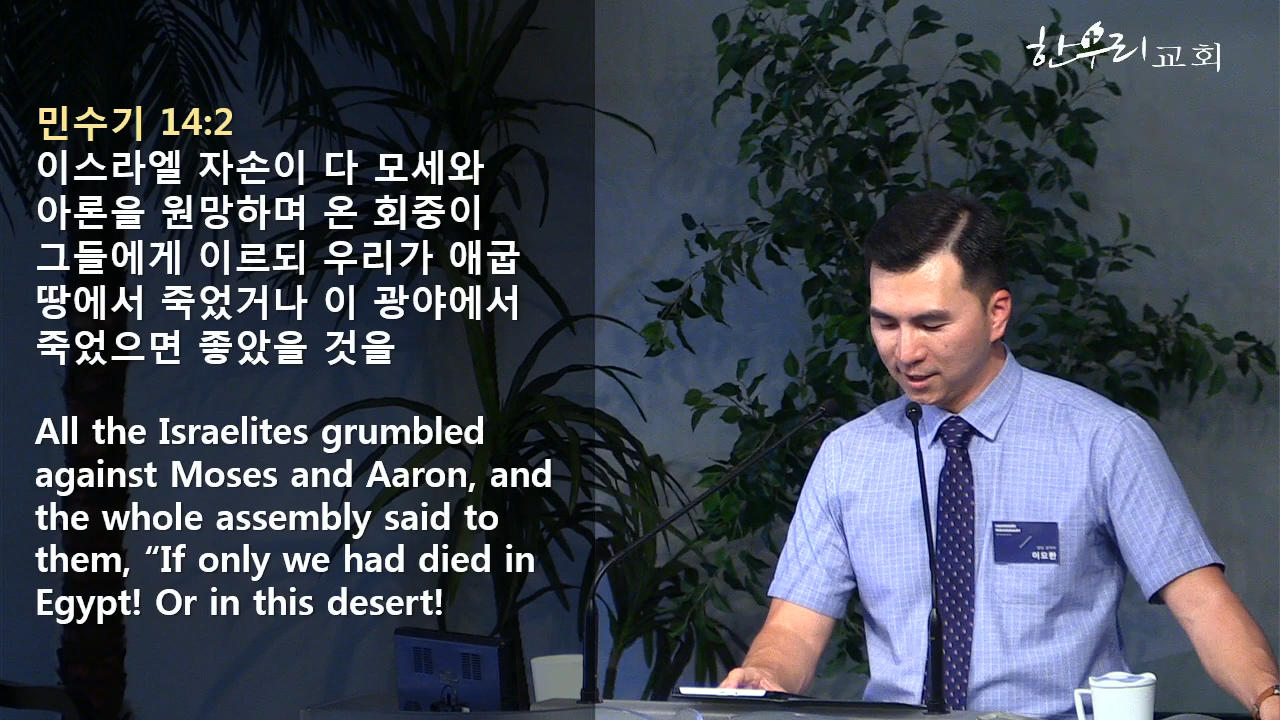 한우리교회
민수기 14:2
이스라엘 자손이 다 모세와
아론을 원망하며 온 회중이
그들에게 이르되 우리가 애굽
땅에서 죽었거나 이 광야에서
죽었으면 좋았을 것을
All the Israelites grumbled
against Moses and Aaron, and
the whole assembly said to
them, “If only we had died in
Egypt! Or in this desert!
이요한